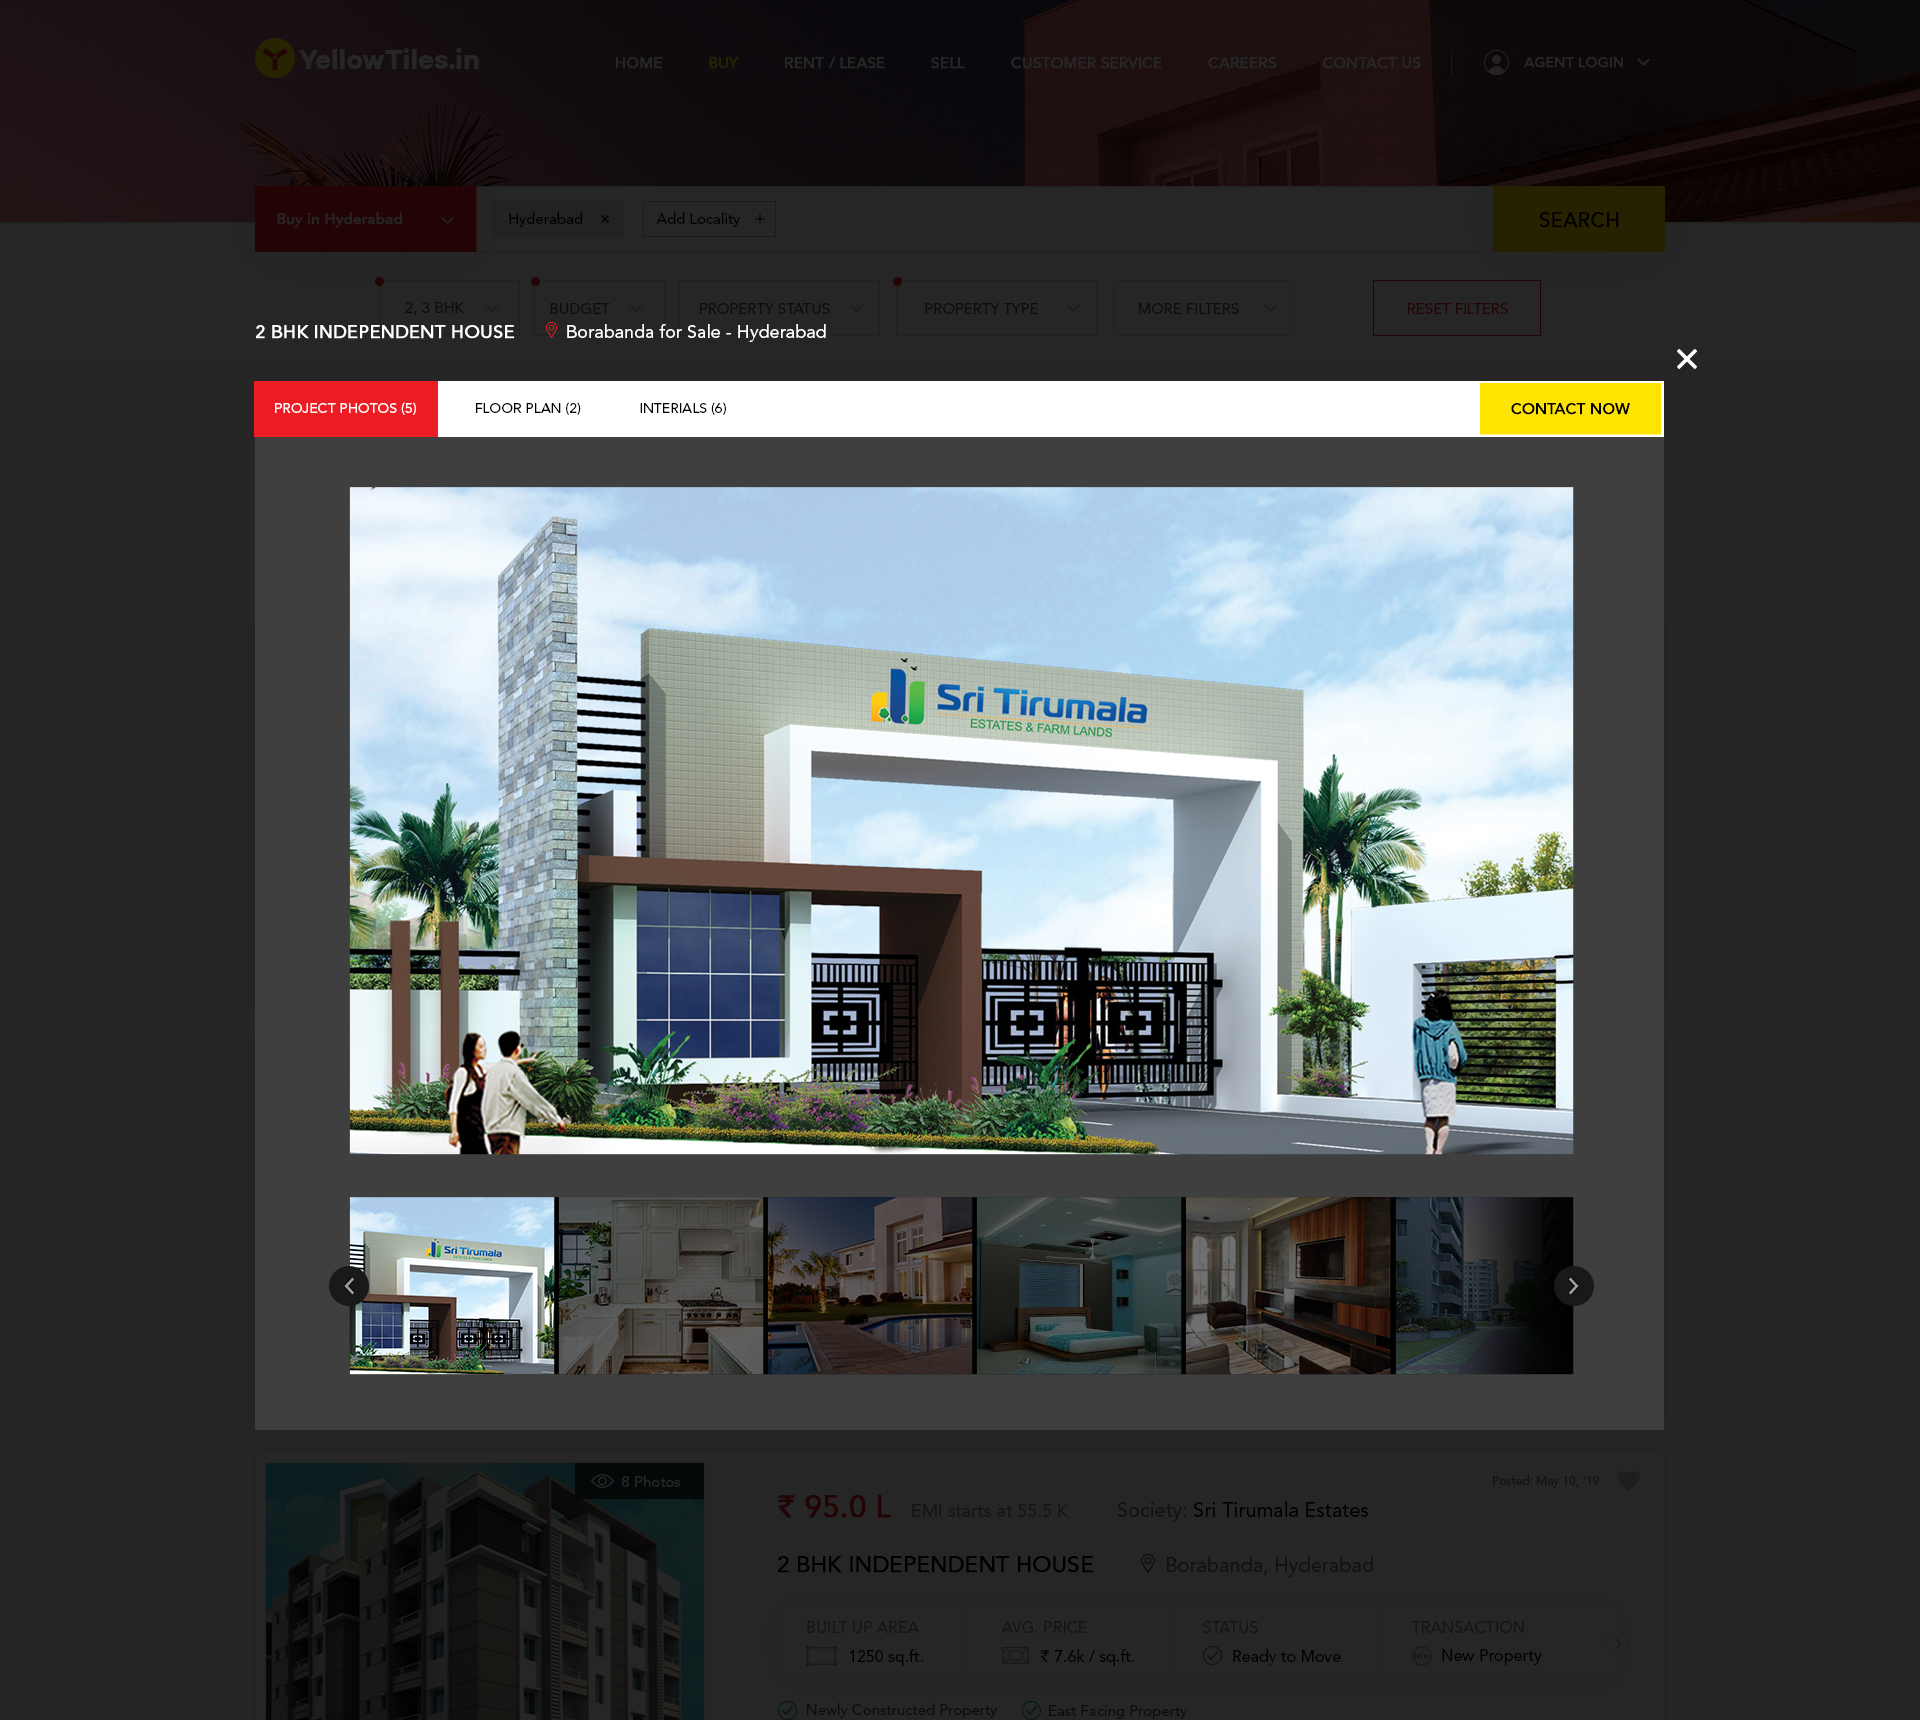 YellowTiles.in
HOME BUY RENT / LEASE SELL CUSTOMER SERVICE CAREERS CONTACT US AGENT LOGIN
Buy in Hyderabad Hyderabad × Add Locality + SEARCH
2, 3 BHK BUDGET PROPERTY STATUS PROPERTY TYPE MORE FILTERS RESET FILTERS
2 BHK INDEPENDENT HOUSE Borabanda for Sale - Hyderabad
PROJECT PHOTOS (5) FLOOR PLAN (2) INTERIALS (6) CONTACT NOW
Sri Tirumala
ESTATES & FARM LANDS
Sri Tirumala
ESTATES & FARM LANDS
8 Photos
Posted: May 10, '19
₹ 95.0 L EMI starts at 55.5 K Society: Sri Tirumala Estates
2 BHK INDEPENDENT HOUSE Borabanda, Hyderabad
BUILT UP AREA AVG. PRICE STATUS TRANSACTION
1250 sq.ft. ₹ 7.6k / sq.ft. Ready to Move NEW New Property
Newly Constructed Property East Facing Property